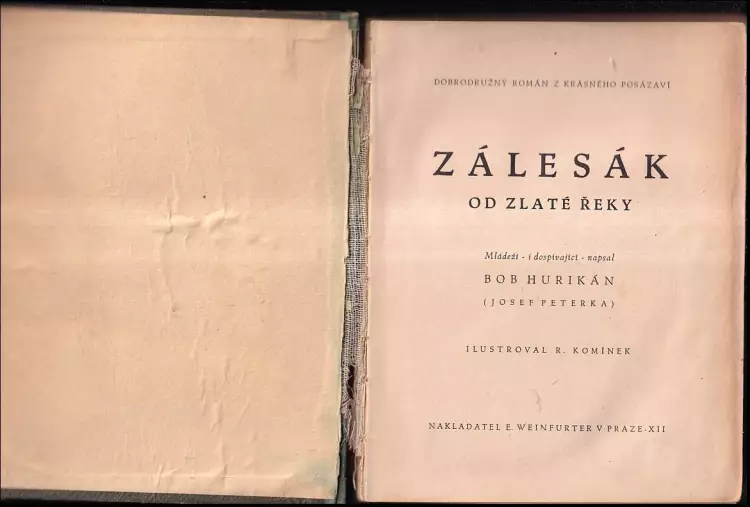 DOBRODRUŽNÝ ROMÁN Z KRÁSNÉHO POSÁZAVÍ
ZÁLESÁK
OD ZLATÉ ŘEKY
Mládeži - i dospívající - napsal
BOB HURIKÁN
(JOSEF PETERKA)
ILUSTROVAL R. KOMÍNEK
NAKLADATEL E. WEINFURTER V PRAZE-XII